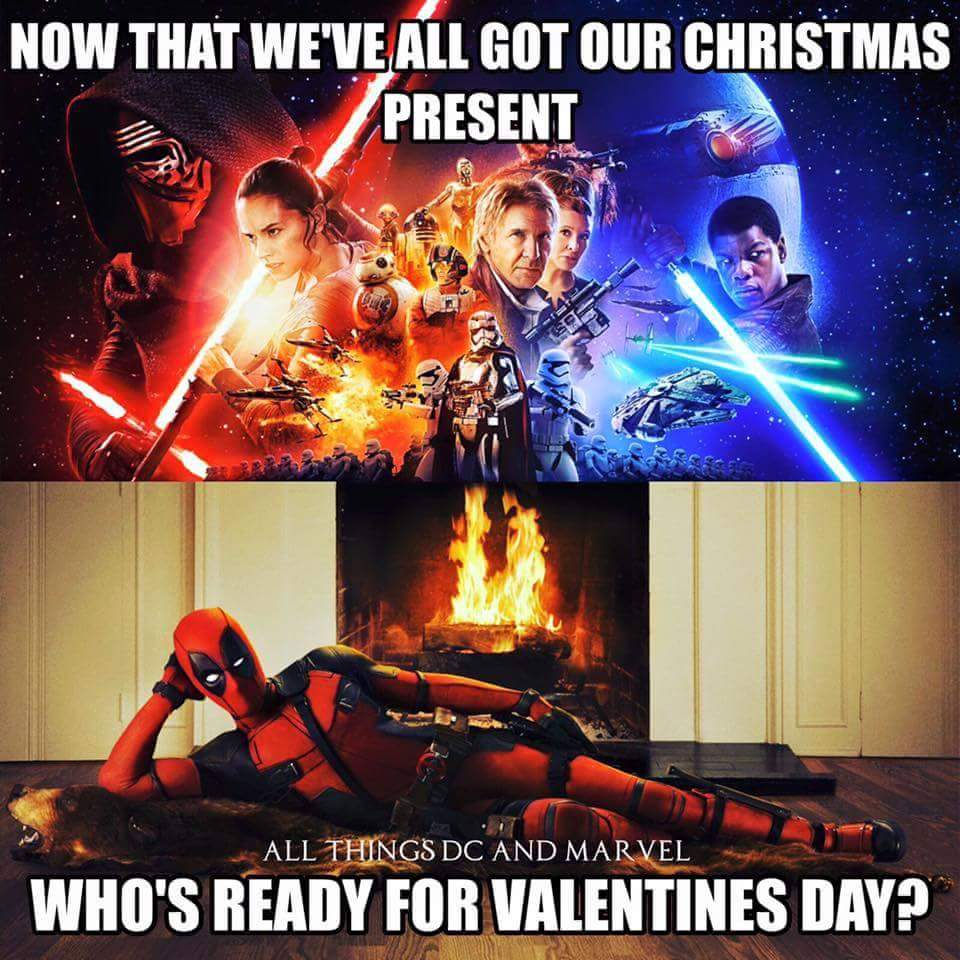 NOW THAT WE'VE ALL GOT OUR CHRISTMAS
PRESENT
ALL THINGS DC AND MARVEL
WHO'S READY FOR VALENTINES DAY?